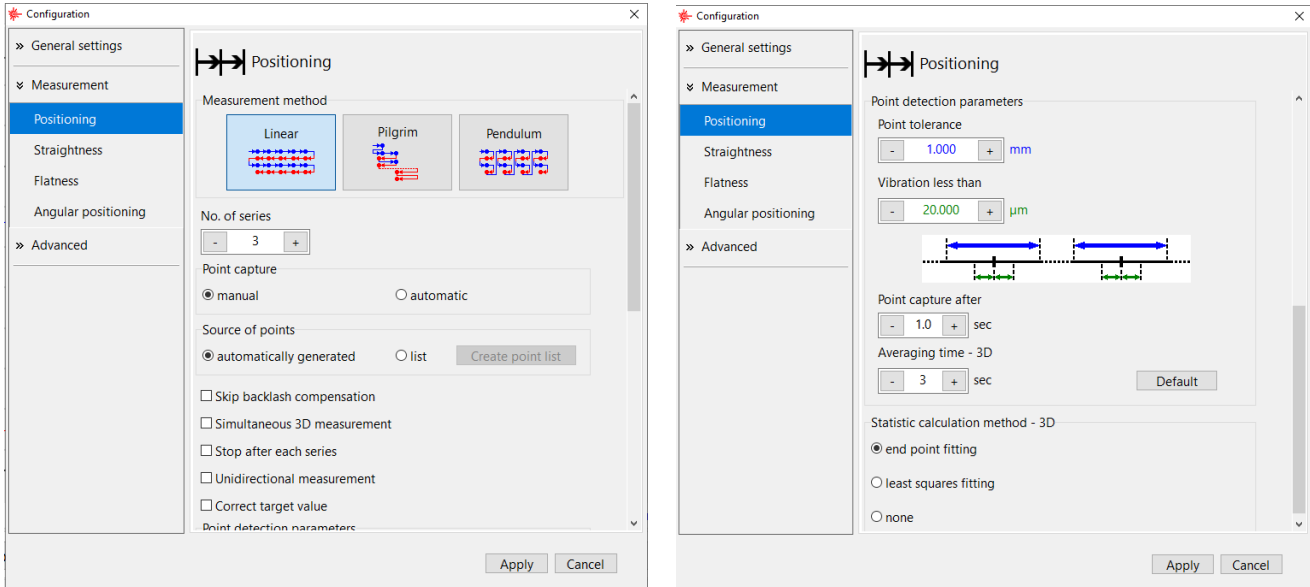 Configuration
» General settings
Measurement
Positioning
Straightness
Flatness
Angular positioning
» Advanced
Positioning
Measurement method
Linear
Pilgrim
Pendulum
No. of series
- 3 +
Point capture
manual
automatic
Source of points
automatically generated
list
Create point list
Skip backlash compensation
Simultaneous 3D measurement
Stop after each series
Unidirectional measurement
Correct target value
Point detection parameters
Apply
Cancel
Configuration
» General settings
Measurement
Positioning
Straightness
Flatness
Angular positioning
» Advanced
Positioning
Point detection parameters
Point tolerance
- 1.000 + mm
Vibration less than
- 20.000 + µm
Point capture after
- 1.0 + sec
Averaging time - 3D
- 3 + sec
Default
Statistic calculation method - 3D
end point fitting
least squares fitting
none
Apply
Cancel